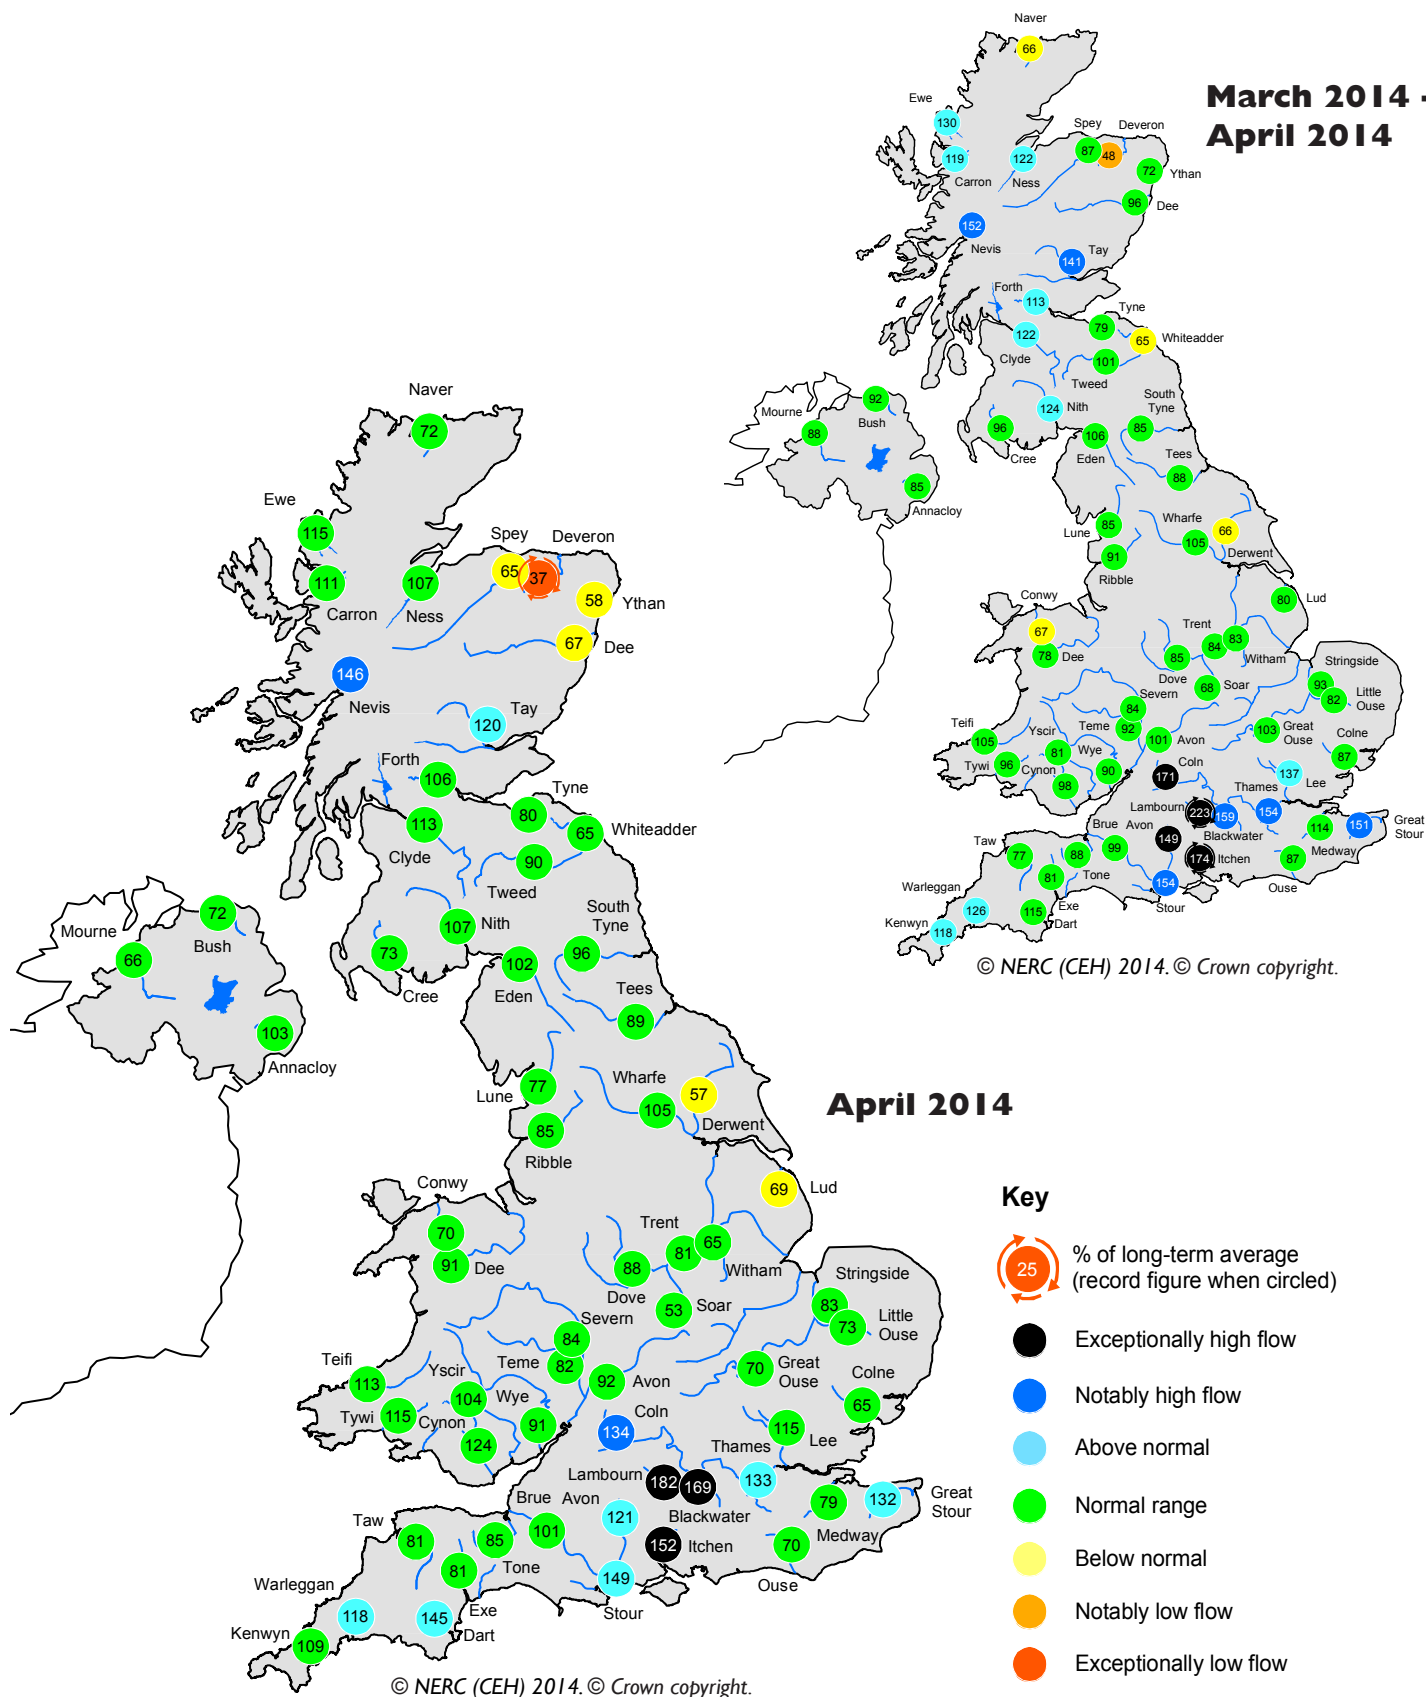 March 2014 -
April 2014
Naver
66
Ewe
130
119
Carron
122
Ness
Spey
Deveron
87
48
72
Ythan
96
Dee
152
Nevis
Tay
141
Forth
113
Tyne
79
Whiteadder
65
122
Clyde
101
Tweed
124
Nith
South
Tyne
85
96
Cree
106
Eden
Tees
88
Mourne
88
92
Bush
85
Annacloy
Lune
85
91
Ribble
Wharfe
105
66
Derwent
Conwy
67
78
Dee
80
Lud
Trent
84
83
Witham
85
Dove
68
Soar
Stringside
93
82
Little
Ouse
Severn
84
Teme
92
Teifi
105
Yscir
81
Wye
90
Tywi
96
Cynon
98
101
Avon
103
Great
Ouse
Colne
87
Coln
171
137
Lee
Thames
154
Lambourn
223
159
Blackwater
114
Medway
151
Great
Stour
Brue
99
Avon
149
174
Itchen
87
Ouse
Taw
77
88
Tone
81
Exe
154
Stour
Warleggan
126
115
Dart
Kenwyn
118
© NERC (CEH) 2014. © Crown copyright.
April 2014
Naver
72
Ewe
115
111
Carron
107
Ness
Spey
Deveron
65
37
58
Ythan
67
Dee
146
Nevis
Tay
120
Forth
106
Tyne
80
65
Whiteadder
113
Clyde
90
Tweed
107
Nith
South
Tyne
96
73
Cree
102
Eden
Tees
89
Mourne
66
72
Bush
103
Annacloy
Lune
77
85
Ribble
Wharfe
105
57
Derwent
Conwy
70
91
Dee
69
Lud
Trent
81
65
Witham
88
Dove
53
Soar
Stringside
83
73
Little
Ouse
Severn
84
Teme
82
Teifi
113
Yscir
104
Wye
91
Tywi
115
Cynon
124
92
Avon
70
Great
Ouse
Colne
65
Coln
134
115
Lee
Thames
133
Lambourn
182
169
Blackwater
79
Medway
132
Great
Stour
Brue
101
Avon
121
152
Itchen
70
Ouse
Taw
81
85
Tone
81
Exe
149
Stour
Warleggan
118
145
Dart
Kenwyn
109
© NERC (CEH) 2014. © Crown copyright.
Key
25
% of long-term average
(record figure when circled)
Exceptionally high flow
Notably high flow
Above normal
Normal range
Below normal
Notably low flow
Exceptionally low flow